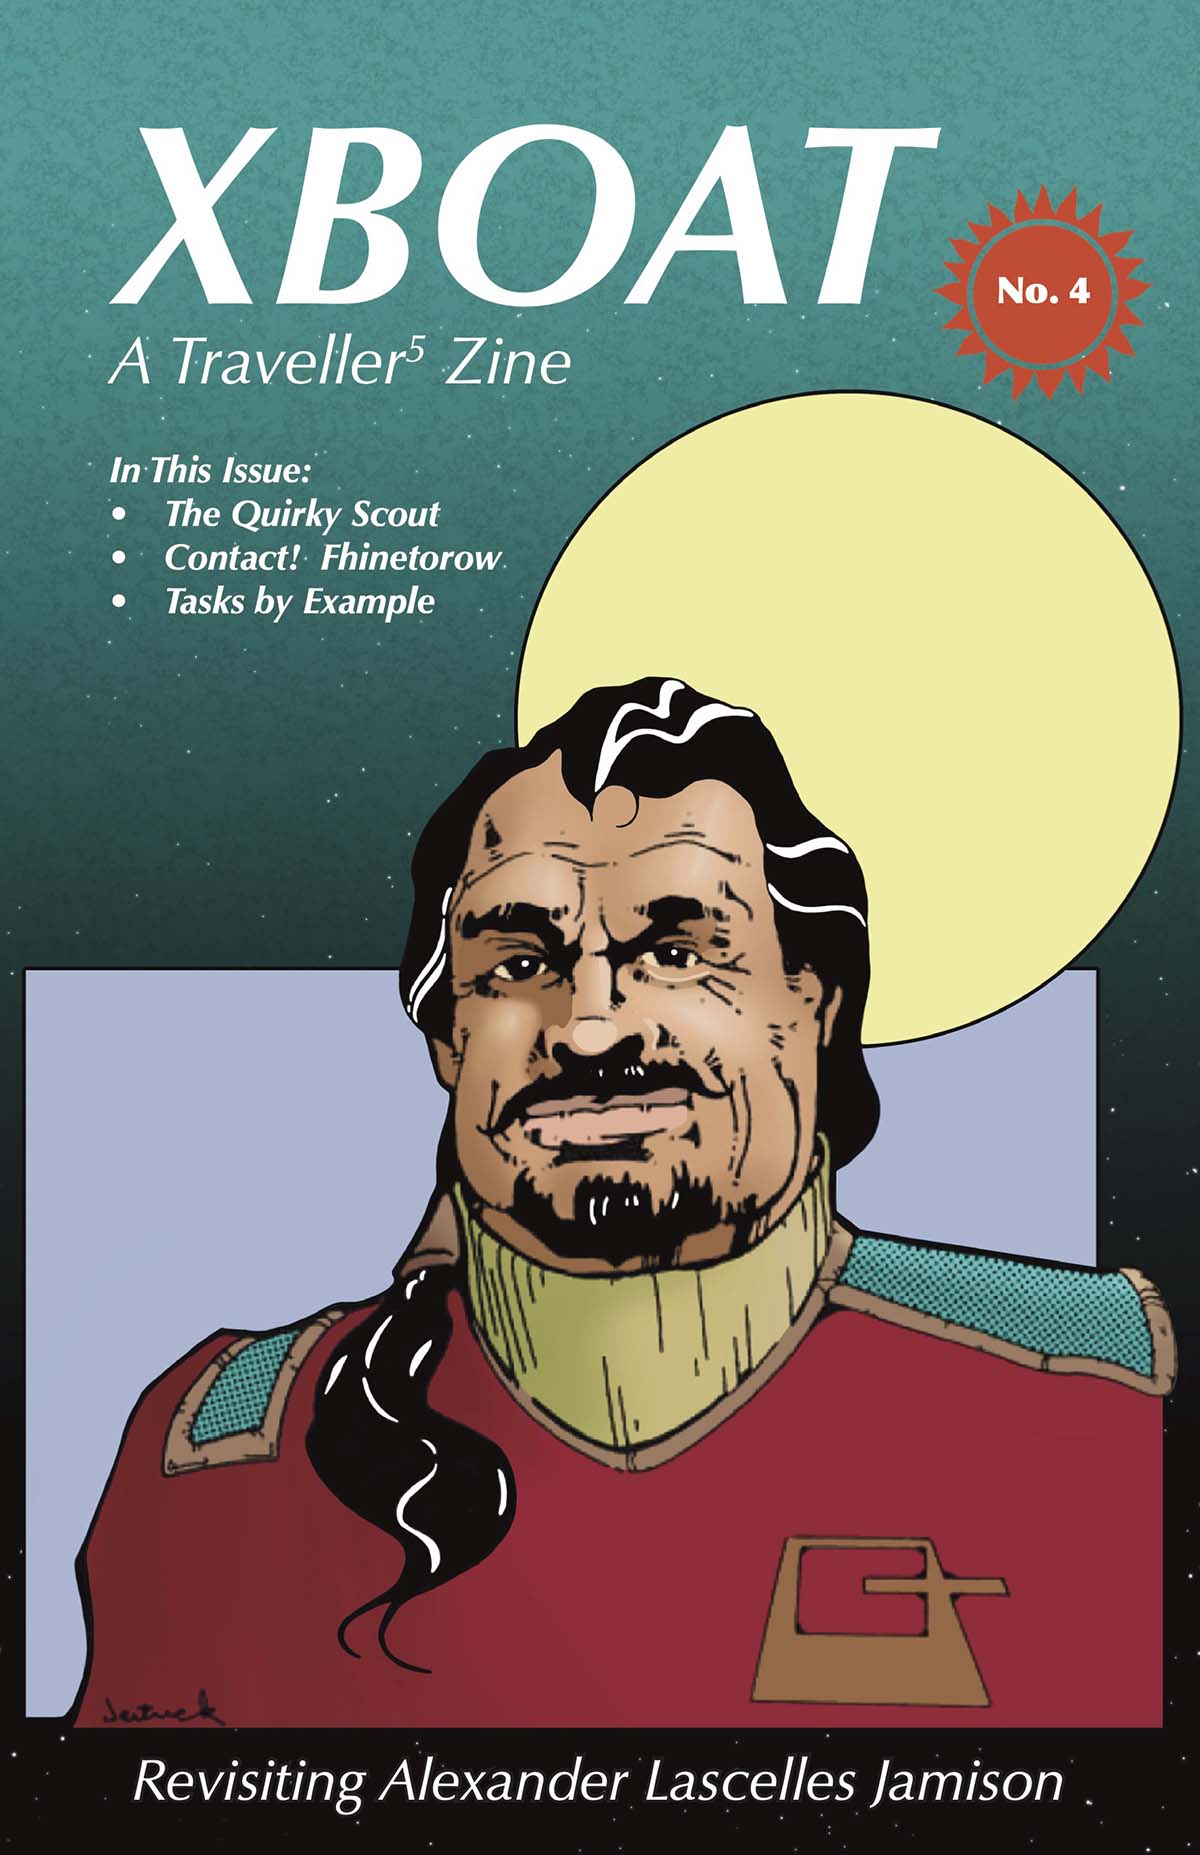 XBOAT
No. 4
A Traveller⁵ Zine
In This Issue:
• The Quirky Scout
• Contact! Fhinetorow
• Tasks by Example
Revisiting Alexander Lascelles Jamison